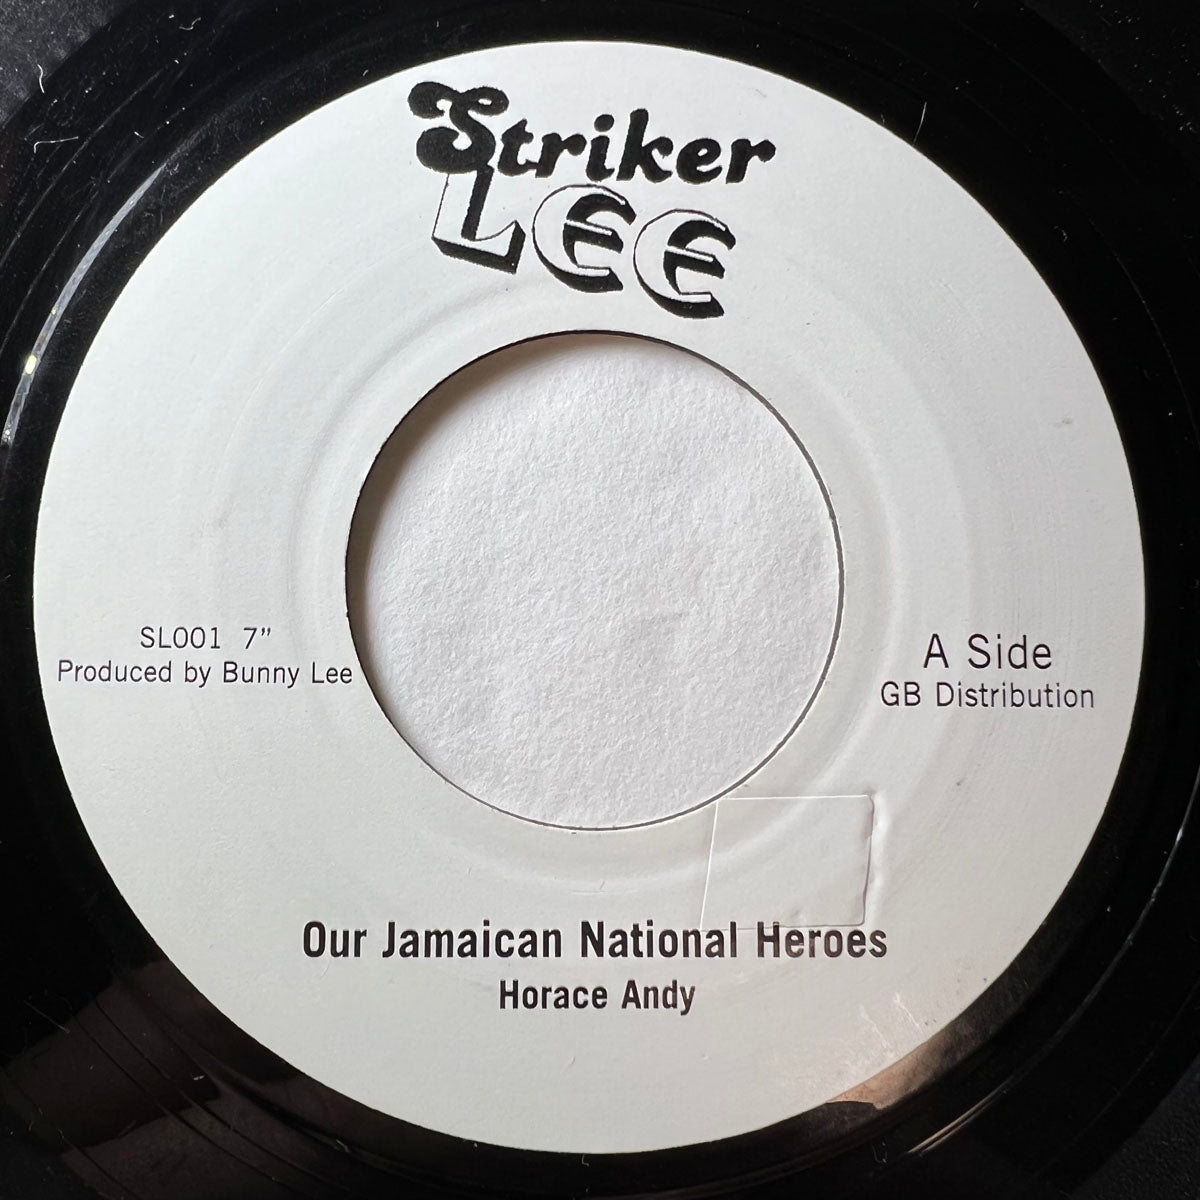 Striker
LEE
SL001 7”
Produced by Bunny Lee
A Side
GB Distribution
Our Jamaican National Heroes
Horace Andy